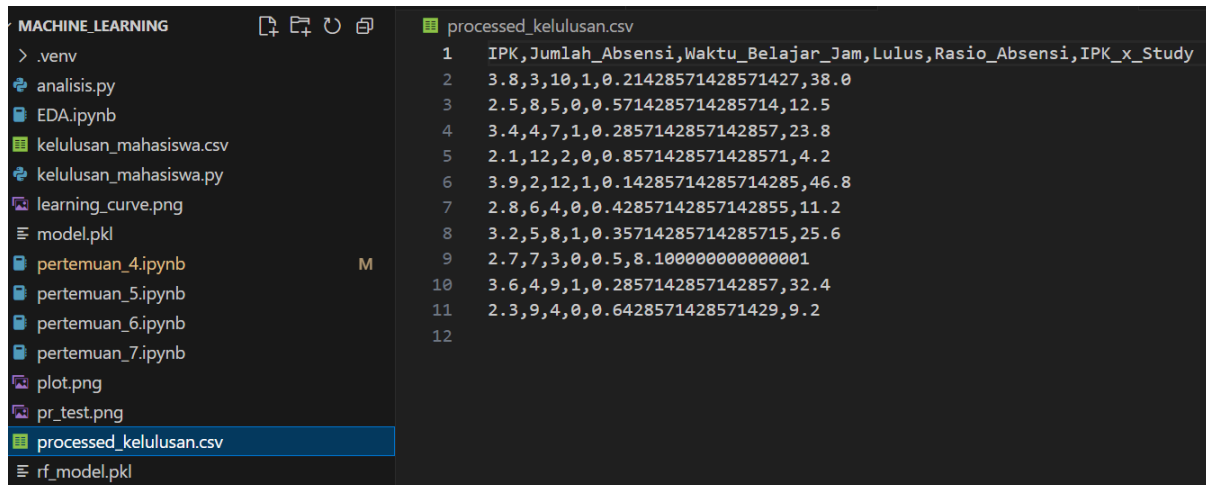 MACHINE_LEARNING
.venv
analisis.py
EDA.ipynb
kelulusan_mahasiswa.csv
kelulusan_mahasiswa.py
learning_curve.png
model.pkl
pertemuan_4.ipynb M
pertemuan_5.ipynb
pertemuan_6.ipynb
pertemuan_7.ipynb
plot.png
pr_test.png
processed_kelulusan.csv
rf_model.pkl
processed_kelulusan.csv
1 IPK,Jumlah_Absensi,Waktu_Belajar_Jam,Lulus,Rasio_Absensi,IPK_x_Study
2 3.8,3,10,1,0.21428571428571427,38.0
3 2.5,8,5,0,0.5714285714285714,12.5
4 3.4,4,7,1,0.2857142857142857,23.8
5 2.1,12,2,0,0.8571428571428571,4.2
6 3.9,2,12,1,0.14285714285714285,46.8
7 2.8,6,4,0,0.42857142857142855,11.2
8 3.2,5,8,1,0.35714285714285715,25.6
9 2.7,7,3,0,0.5,8.100000000000001
10 3.6,4,9,1,0.2857142857142857,32.4
11 2.3,9,4,0,0.6428571428571429,9.2
12